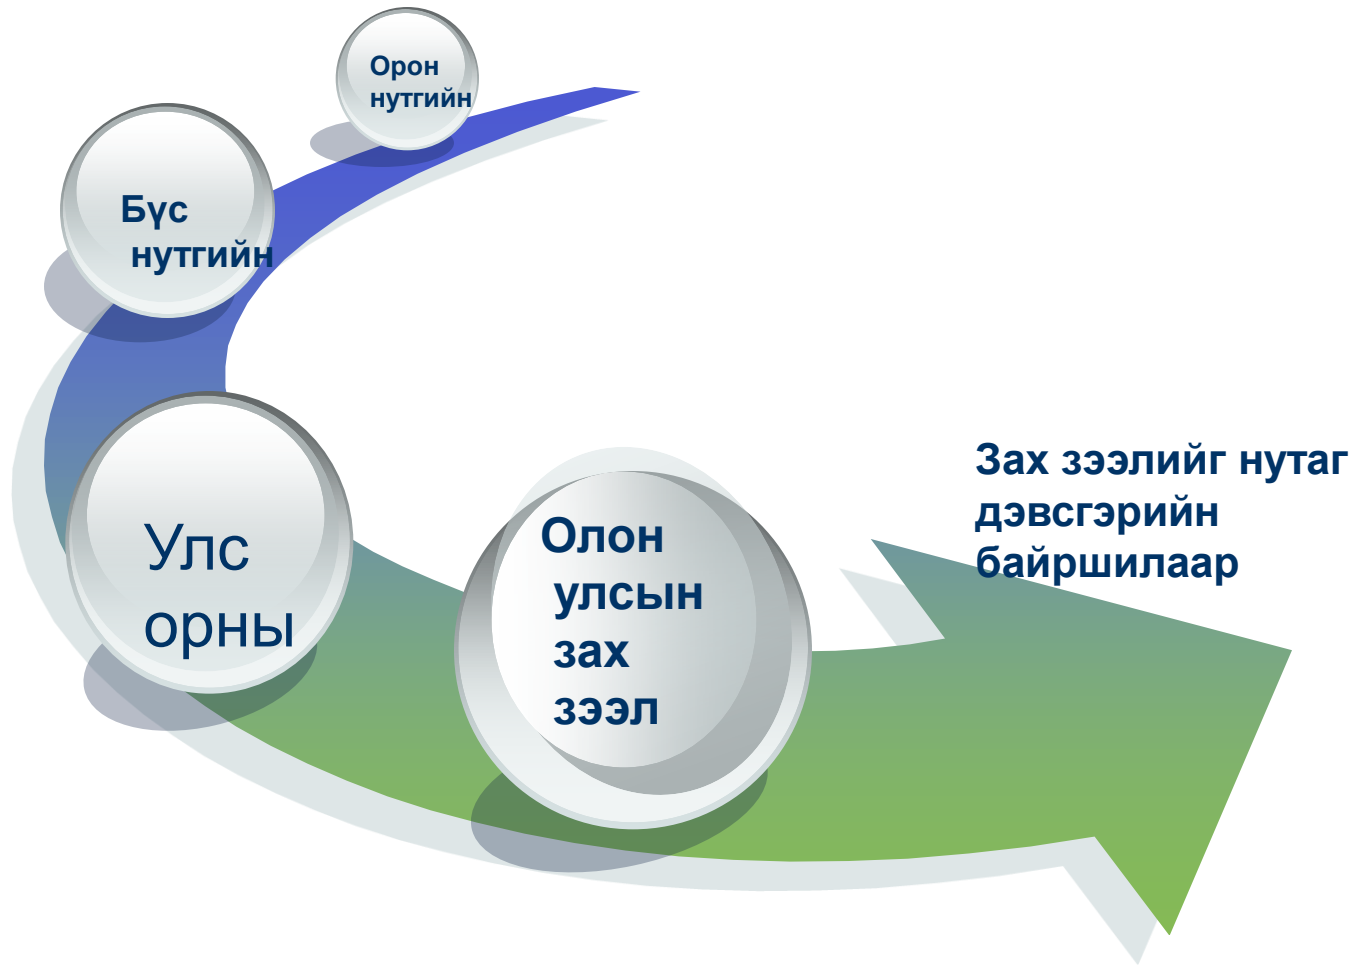 Орон
нутгийн
Бүс
нутгийн
Улс
орны
Олон
улсын
зах
зээл
Зах зээлийг нутаг
дэвсгэрийн
байршилаар